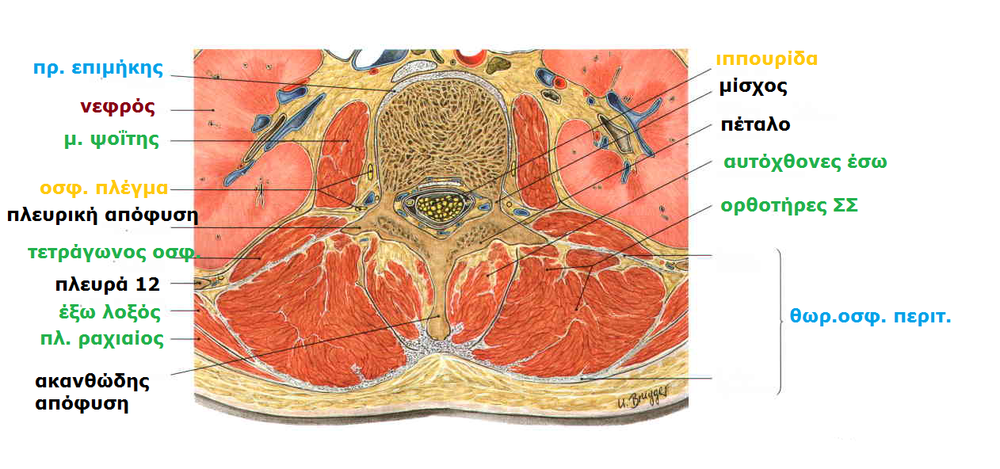 πρ. επιμήκης
νεφρός
μ. ψοΐτης
οσφ. πλέγμα
πλευρική απόφυση
τετράγωνος οσφ.
πλευρά 12
έξω λοξός
πλ. ραχιαίος
ακανθώδης
απόφυση
ιππουρίδα
μίσχος
πέταλο
αυτόχθονες έσω
ορθοτήρες ΣΣ
θωρ.οσφ. περιτ.
U. Brugger